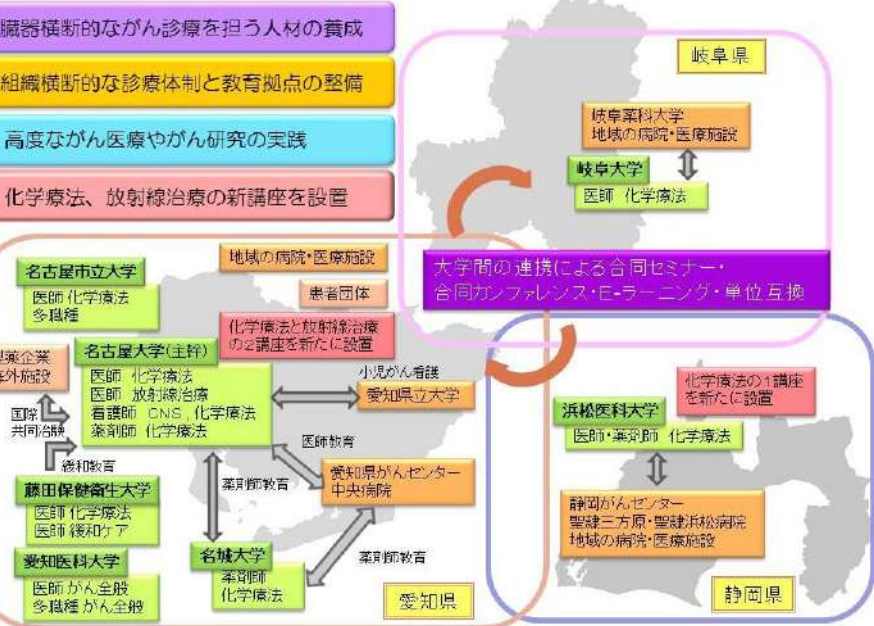 臓器横断的ながん診療を担う人材の養成
組織横断的な診療体制と教育拠点の整備
高度ながん医療やがん研究の実践
化学療法、放射線治療の新講座を設置
岐阜県
岐阜薬科大学
地域の病院・医療施設
岐阜大学
医師 化学療法
大学間の連携による合同セミナー・
合同カンファレンス・E-ラーニング・単位互換
名古屋市立大学
医師 化学療法
多職種
地域の病院・医療施設
患者団体
化学療法と放射線治療
の2講座を新たに設置
名古屋大学(主幹)
医師 化学療法
医師 放射線治療
看護師 CNS, 化学療法
薬剤師 化学療法
薬企業
外施設
国際
共同治験
緩和教育
小児がん看護
愛知県立大学
医師教育
愛知県がんセンター
中央病院
薬剤師教育
薬剤師教育
藤田保健衛生大学
医師 化学療法
医師 緩和ケア
愛知医科大学
医師 がん全般
多職種 がん全般
名城大学
薬剤師
化学療法
愛知県
化学療法の1講座
を新たに設置
浜松医科大学
医師・薬剤師 化学療法
静岡がんセンター
聖隷三方原・聖隷浜松病院
地域の病院・医療施設
静岡県